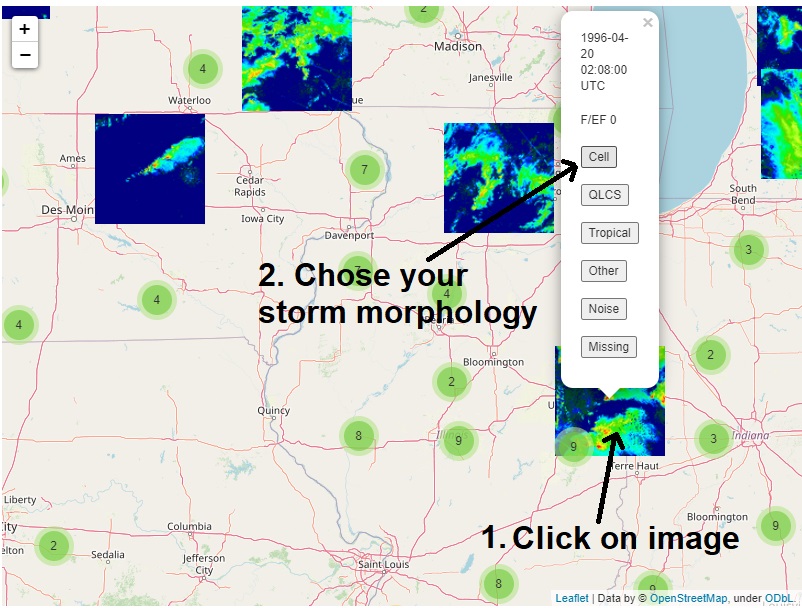 +
−
2
Madison
Janesville
4
Waterloo
ue
Ames
Cedar
Rapids
Des Moin
Iowa City
7
Davenport
×
1996-04-
20
02:08:00
UTC
F/EF 0
Cell
QLCS
Tropical
Other
Noise
Missing
South
Bend
3
2. Chose your
storm morphology
4
4
4
Bloomington
2
2
Quincy
8
9
9
3
Indiana
Terre Haut
1. Click on image
Liberty
ity
elton
2
Sedalia
Columbia
Jefferson
City
Saint Louis
8
Bloomington
9
9
Leaflet | Data by © OpenStreetMap, under ODbL.